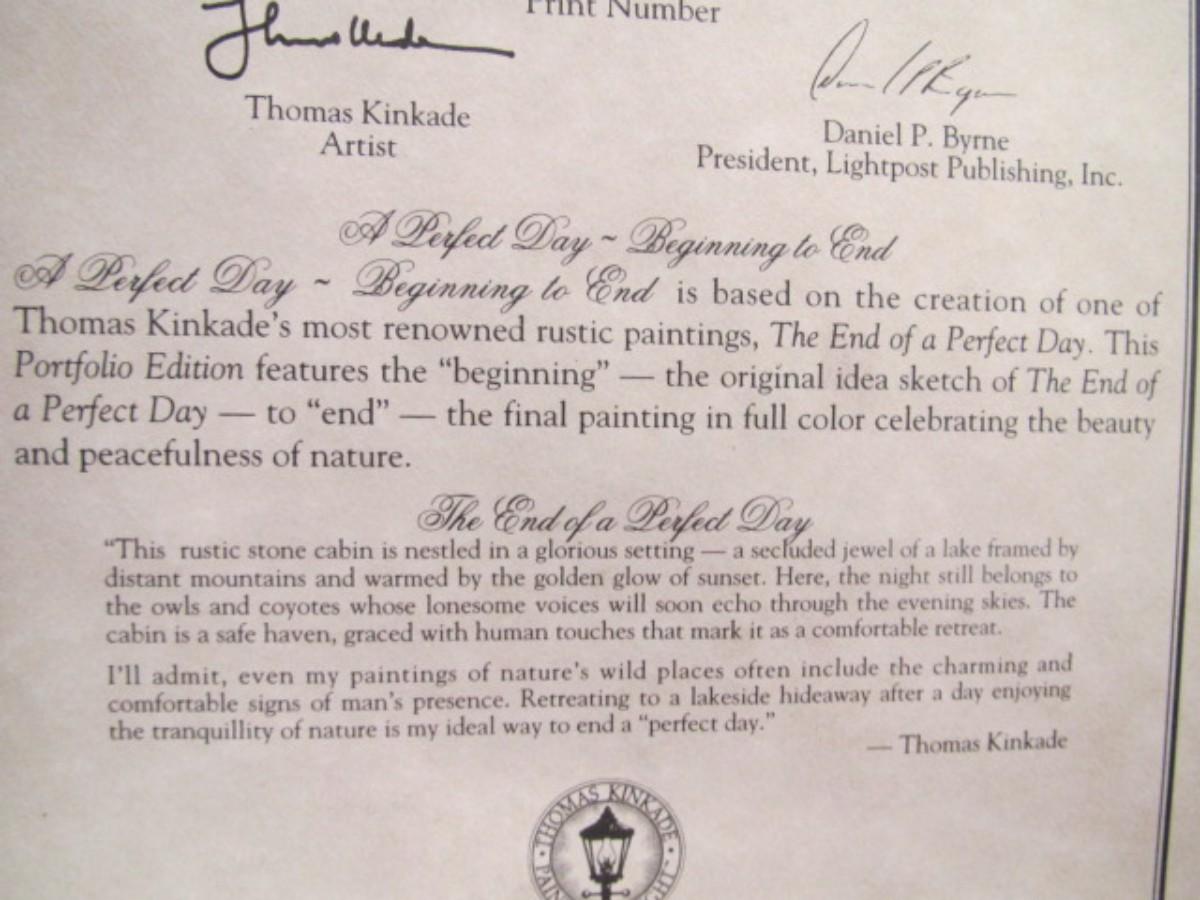 Print Number
Thomas Kinkade
Artist
Daniel P. Byrne
President, Lightpost Publishing, Inc.
A Perfect Day ~ Beginning to End
A Perfect Day ~ Beginning to End is based on the creation of one of
Thomas Kinkade's most renowned rustic paintings, The End of a Perfect Day. This
Portfolio Edition features the “beginning” — the original idea sketch of The End of
a Perfect Day — to “end” — the final painting in full color celebrating the beauty
and peacefulness of nature.
The End of a Perfect Day
“This rustic stone cabin is nestled in a glorious setting — a secluded jewel of a lake framed by
distant mountains and warmed by the golden glow of sunset. Here, the night still belongs to
the owls and coyotes whose lonesome voices will soon echo through the evening skies. The
cabin is a safe haven, graced with human touches that mark it as a comfortable retreat.
I'll admit, even my paintings of nature's wild places often include the charming and
comfortable signs of man's presence. Retreating to a lakeside hideaway after a day enjoying
the tranquillity of nature is my ideal way to end a “perfect day.”
— Thomas Kinkade
THOMAS KINKADE